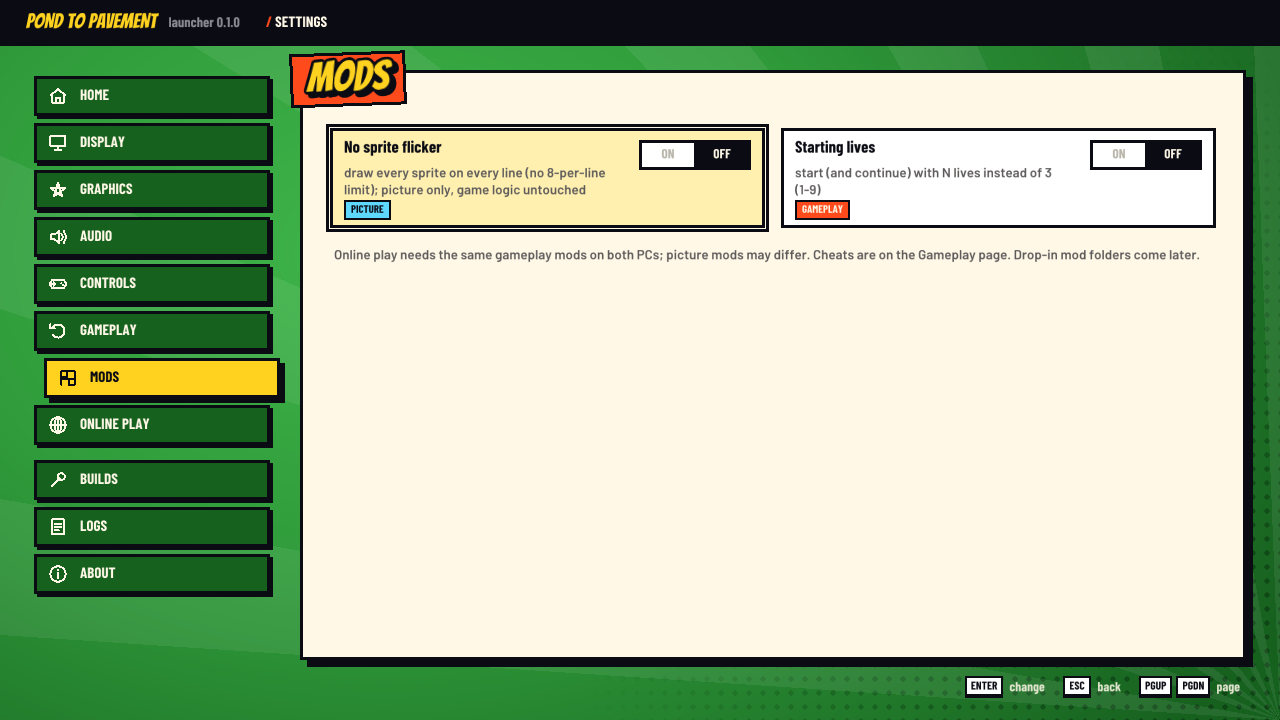 POND TO PAVEMENT launcher 0.1.0 / SETTINGS
MODS
HOME
DISPLAY
GRAPHICS
AUDIO
CONTROLS
GAMEPLAY
MODS
ONLINE PLAY
BUILDS
LOGS
ABOUT
No sprite flicker
ON OFF
draw every sprite on every line (no 8-per-line
limit); picture only, game logic untouched
PICTURE
Starting lives
ON OFF
start (and continue) with N lives instead of 3
(1-9)
GAMEPLAY
Online play needs the same gameplay mods on both PCs; picture mods may differ. Cheats are on the Gameplay page. Drop-in mod folders come later.
ENTER change ESC back PGUP PGDN page